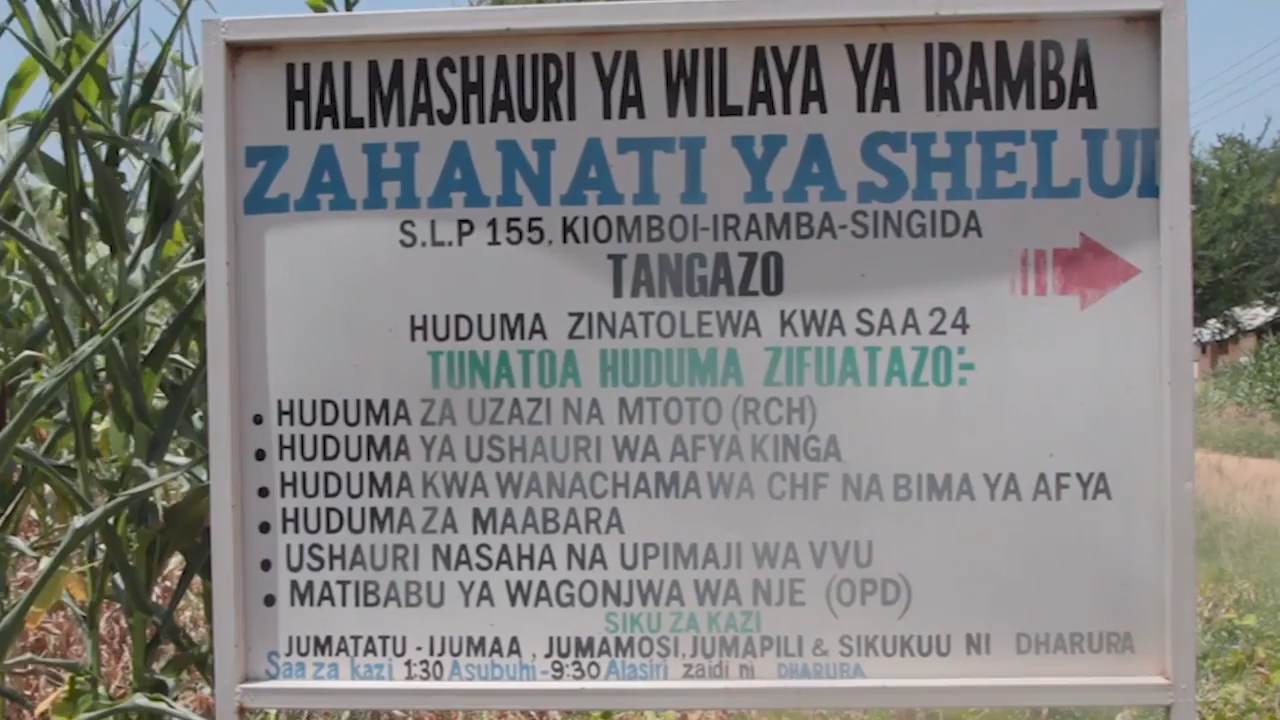 HALMASHAURI YA WILAYA YA IRAMBA
ZAHANATI YA SHELUI
S.L.P 155, KIOMBOI-IRAMBA-SINGIDA
TANGAZO
HUDUMA ZINATOLEWA KWA SAA 24
TUNATOA HUDUMA ZIFUATAZO:-
• HUDUMA ZA UZAZI NA MTOTO (RCH)
• HUDUMA YA USHAURI WA AFYA KINGA
• HUDUMA KWA WANACHAMA WA CHF NA BIMA YA AFYA
• HUDUMA ZA MAABARA
• USHAURI NASAHA NA UPIMAJI WA VVU
• MATIBABU YA WAGONJWA WA NJE (OPD)
SIKU ZA KAZI
JUMATATU - IJUMAA, JUMAMOSI, JUMAPILI & SIKUKUU NI DHARURA
Saa za kazi 1:30 Asubuhi-9:30 Alasiri zaidi ni DHARURA